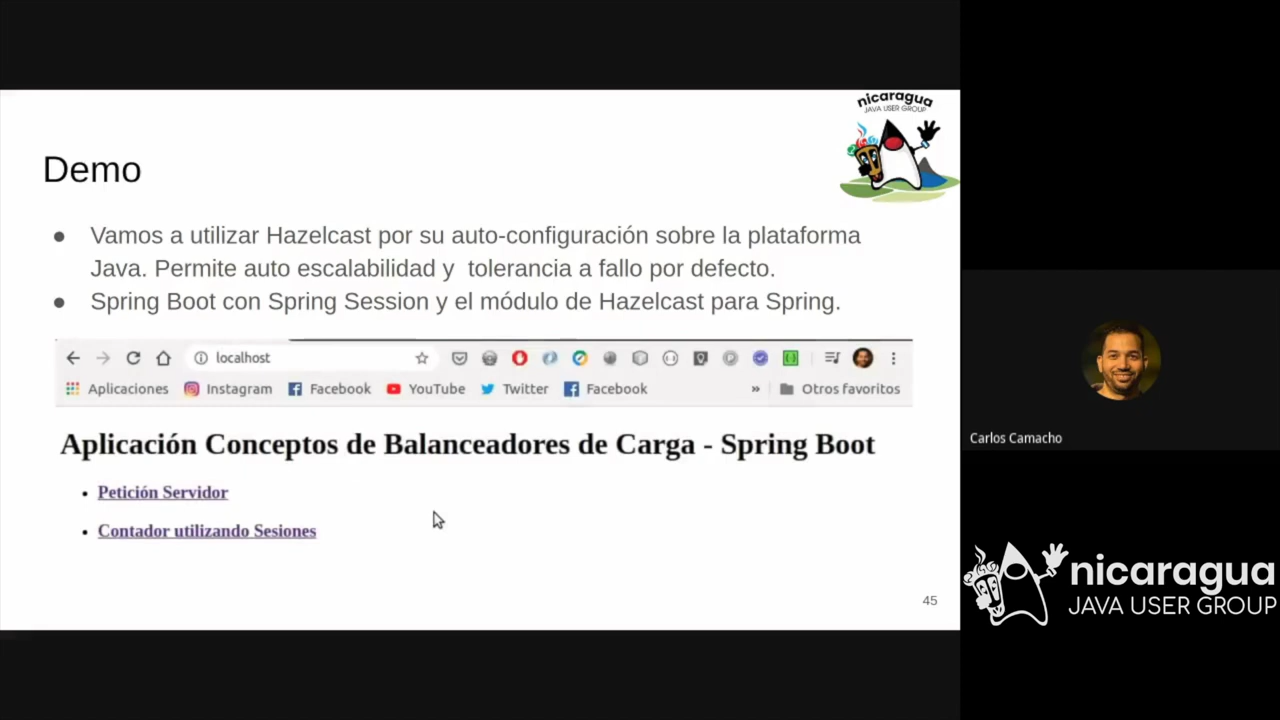 nicaragua
JAVA USER GROUP
Demo
● Vamos a utilizar Hazelcast por su auto-configuración sobre la plataforma
Java. Permite auto escalabilidad y  tolerancia a fallo por defecto.
● Spring Boot con Spring Session y el módulo de Hazelcast para Spring.
localhost
Aplicaciones Instagram Facebook YouTube Twitter Facebook » Otros favoritos
Aplicación Conceptos de Balanceadores de Carga - Spring Boot
• Petición Servidor
• Contador utilizando Sesiones
45
Carlos Camacho
nicaragua
JAVA USER GROUP